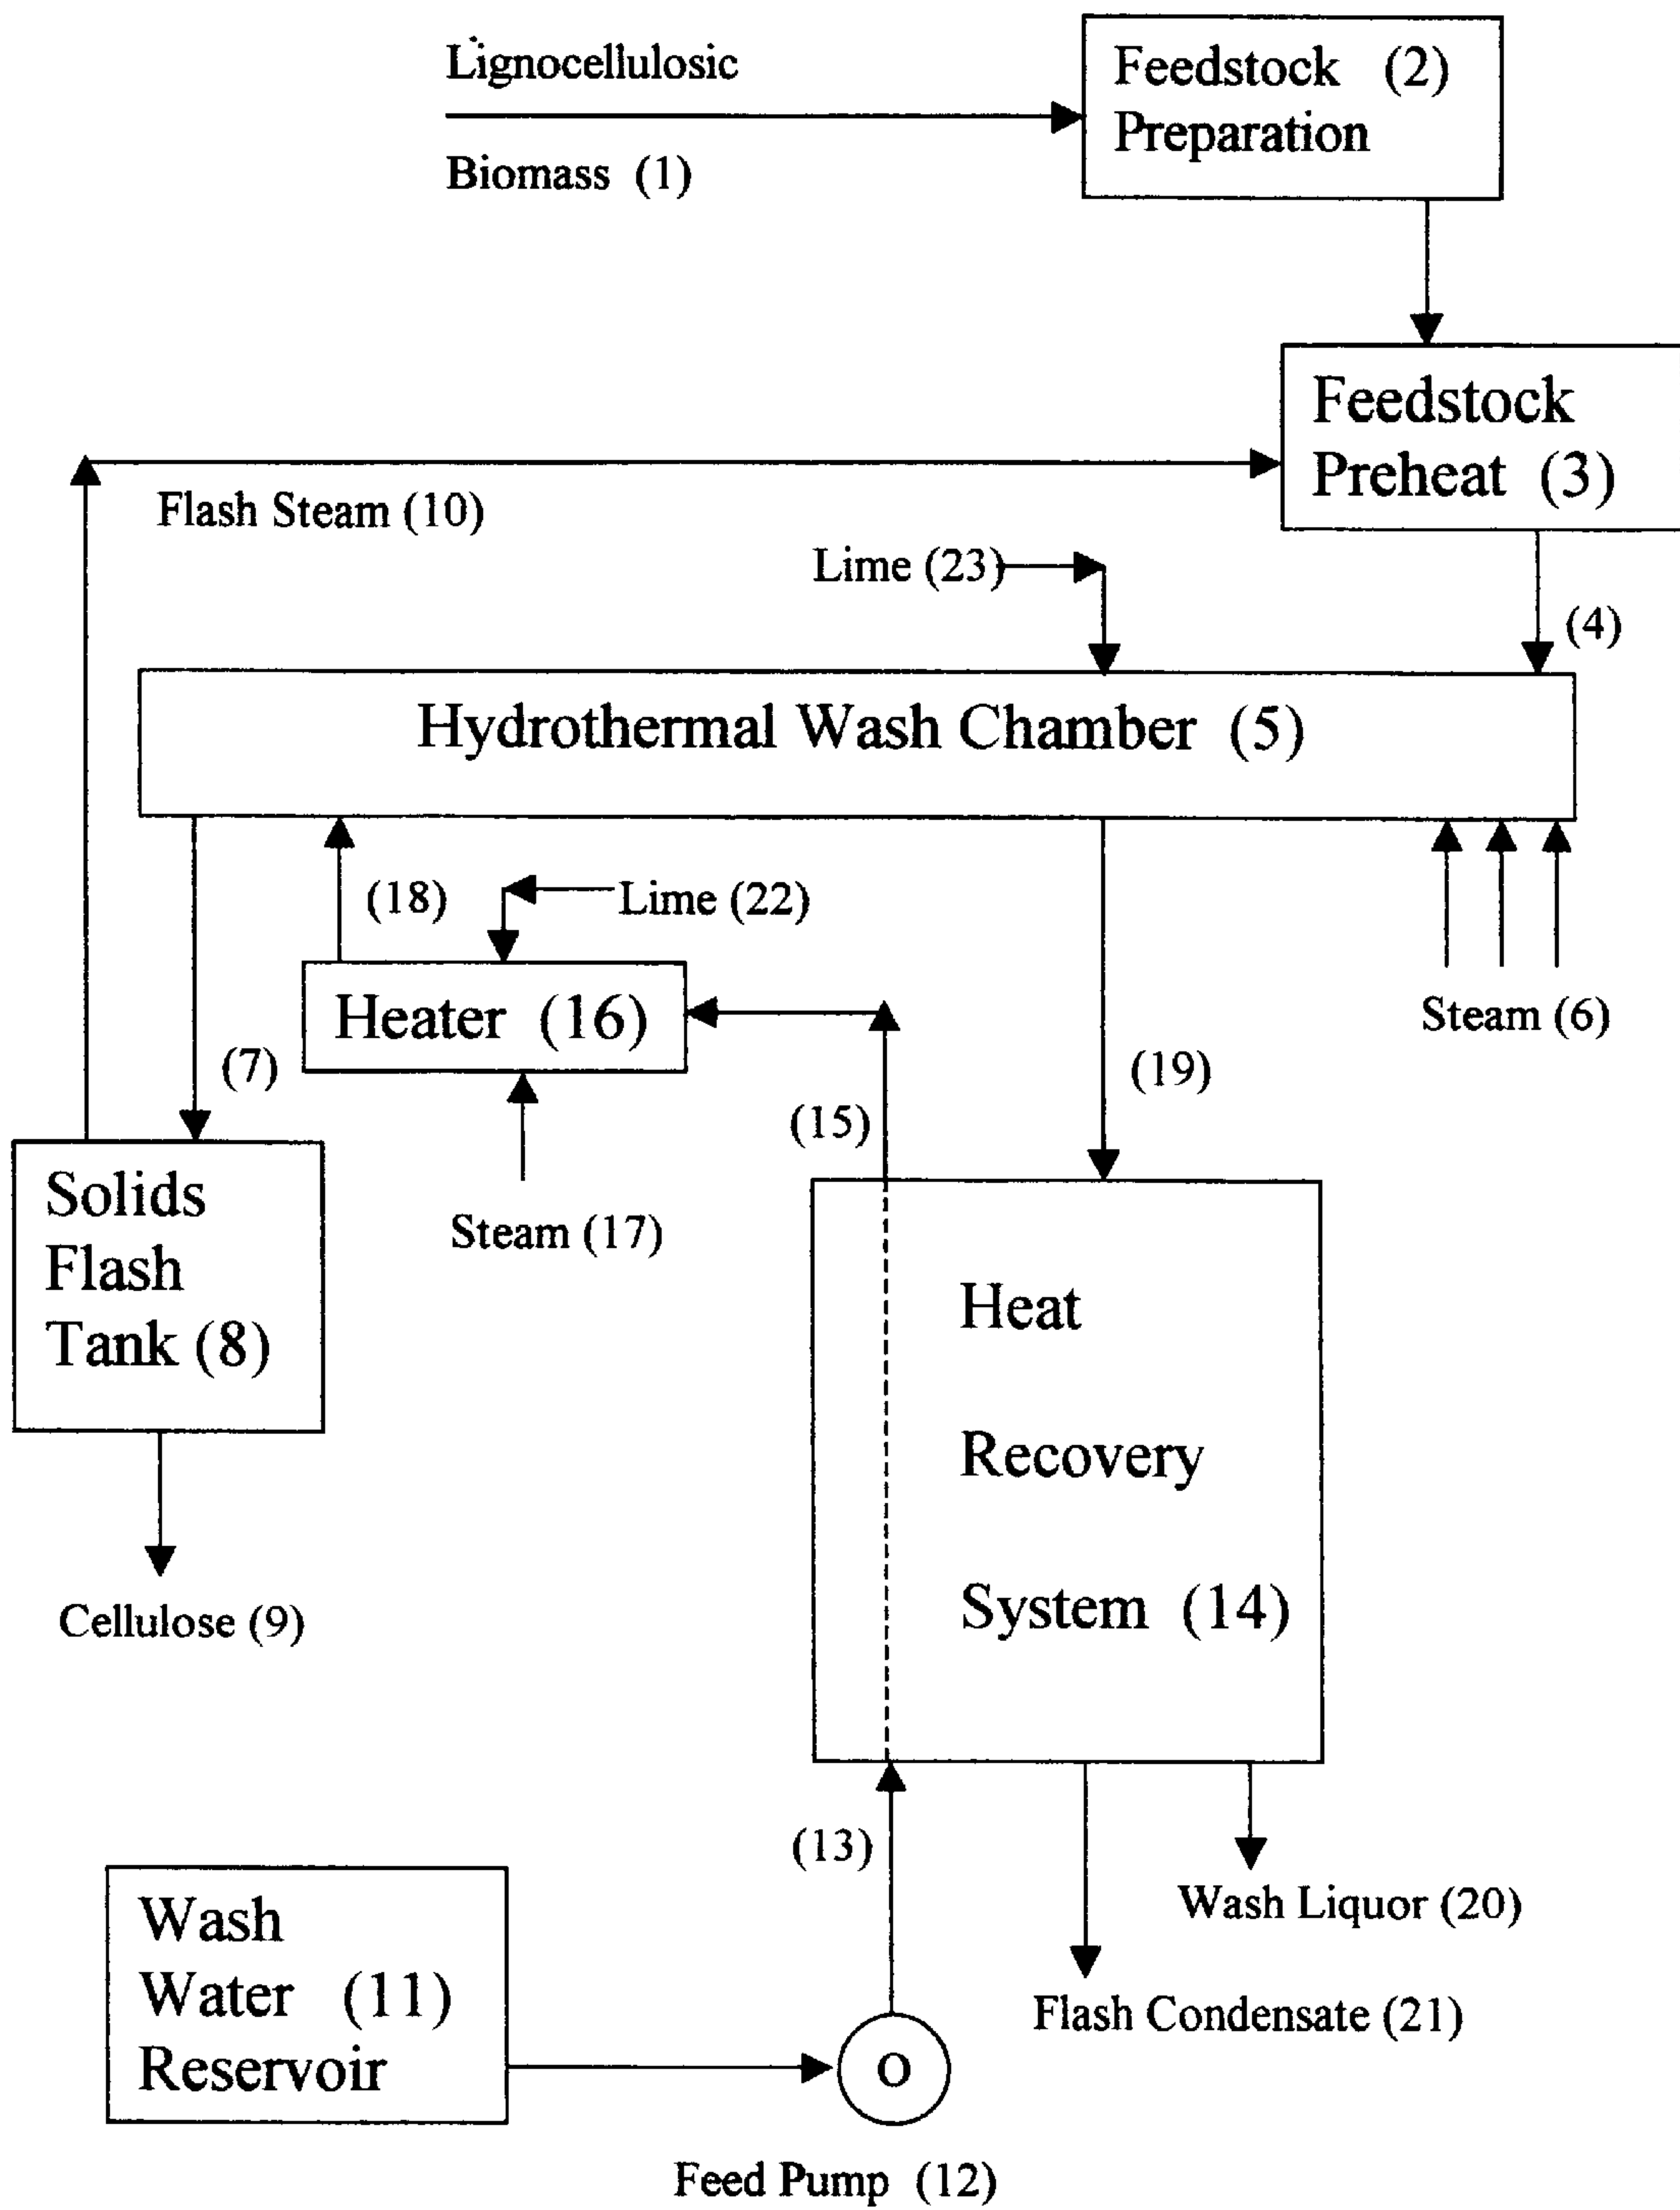 Lignocellulosic
Biomass (1)
Feedstock (2)
Preparation
Feedstock
Preheat (3)
Flash Steam (10)
Lime (23)
(4)
Hydrothermal Wash Chamber (5)
(18)
Lime (22)
Heater (16)
Steam (6)
(7)
(19)
(15)
Steam (17)
Solids
Flash
Tank (8)
Heat
Recovery
System (14)
Cellulose (9)
(13)
Wash
Water (11)
Reservoir
Wash Liquor (20)
Flash Condensate (21)
O
Feed Pump (12)